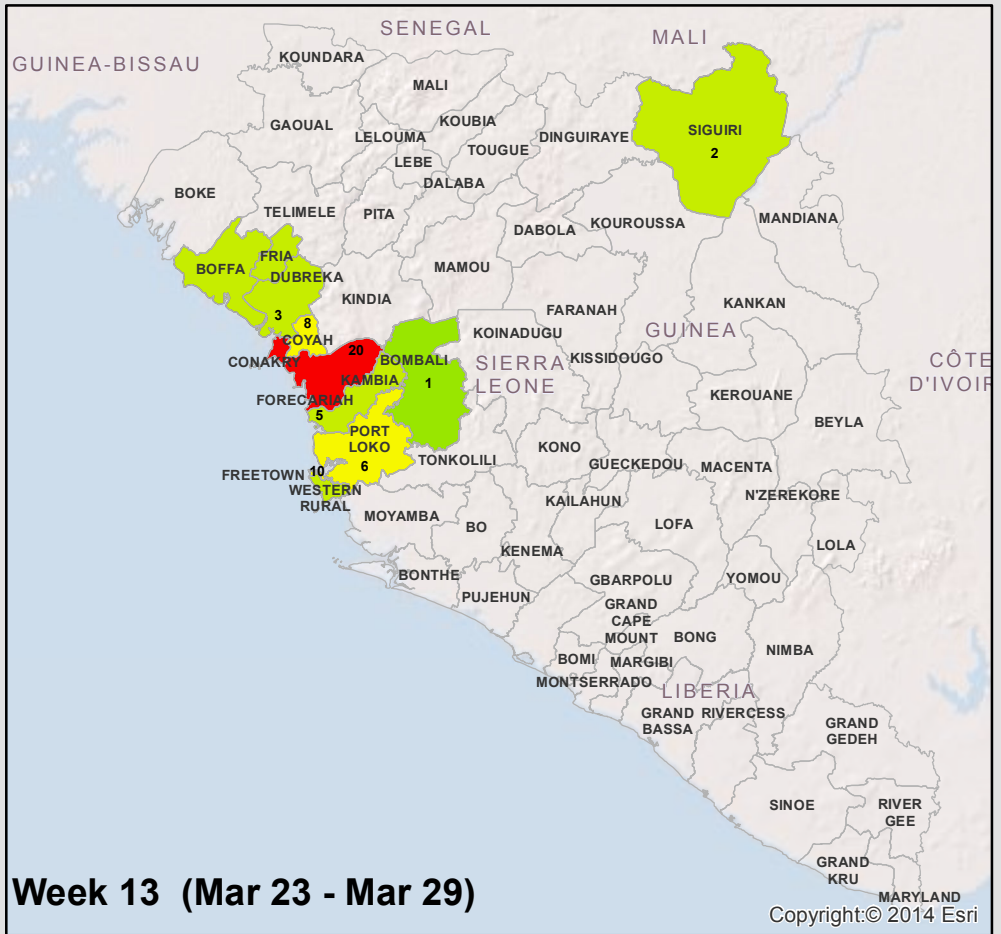 SENEGAL
MALI
GUINEA-BISSAU
KOUNDARA
MALI
GAOUAL
KOUBIA
LELOUMA
TOUGUE
DINGUIRAYE
SIGUIRI
2
LEBE
DALABA
BOKE
TELIMELE
PITA
DABOLA
KOUROUSSA
MANDIANA
FRIA
BOFFA
DUBREKA
MAMOU
KINDIA
FARANAH
KANKAN
3
8
COYAH
KOINADUGU
GUINEA
CONAKRY
20
BOMBALI
1
SIERRA
LEONE
KISSIDOUGO
CÔTE
D'IVOIR
KAMBIA
FORECARIAH
5
KEROUANE
BEYLA
PORT
LOKO
6
TONKOLILI
KONO
GUECKEDOU
MACENTA
FREETOWN
10
WESTERN
RURAL
MOYAMBA
BO
KAILAHUN
LOFA
N'ZEREKORE
LOLA
KENEMA
BONTHE
PUJEHUN
GBARPOLU
YOMOU
GRAND
CAPE
MOUNT
BONG
NIMBA
BOMI
MARGIBI
MONTSERRADO
LIBERIA
GRAND
BASSA
RIVERCESS
GRAND
GEDEH
SINOE
RIVER
GEE
GRAND
KRU
MARYLAND
Week 13 (Mar 23 - Mar 29)
Copyright:© 2014 Esri